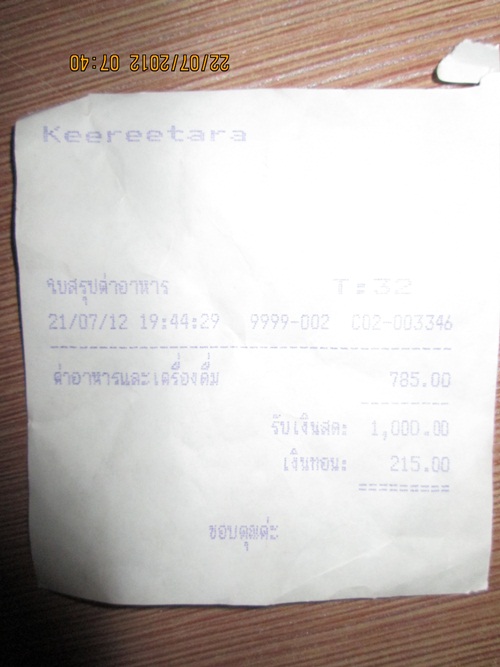 22/07/2012 07:40
Keereetara
ใบสรุปค่าอาหาร T:32
21/07/12 19:44:29 9999-002 C02-003346
ค่าอาหารและเครื่องดื่ม 785.00
รับเงินสด: 1,000.00
เงินทอน: 215.00
ขอบคุณค่ะ